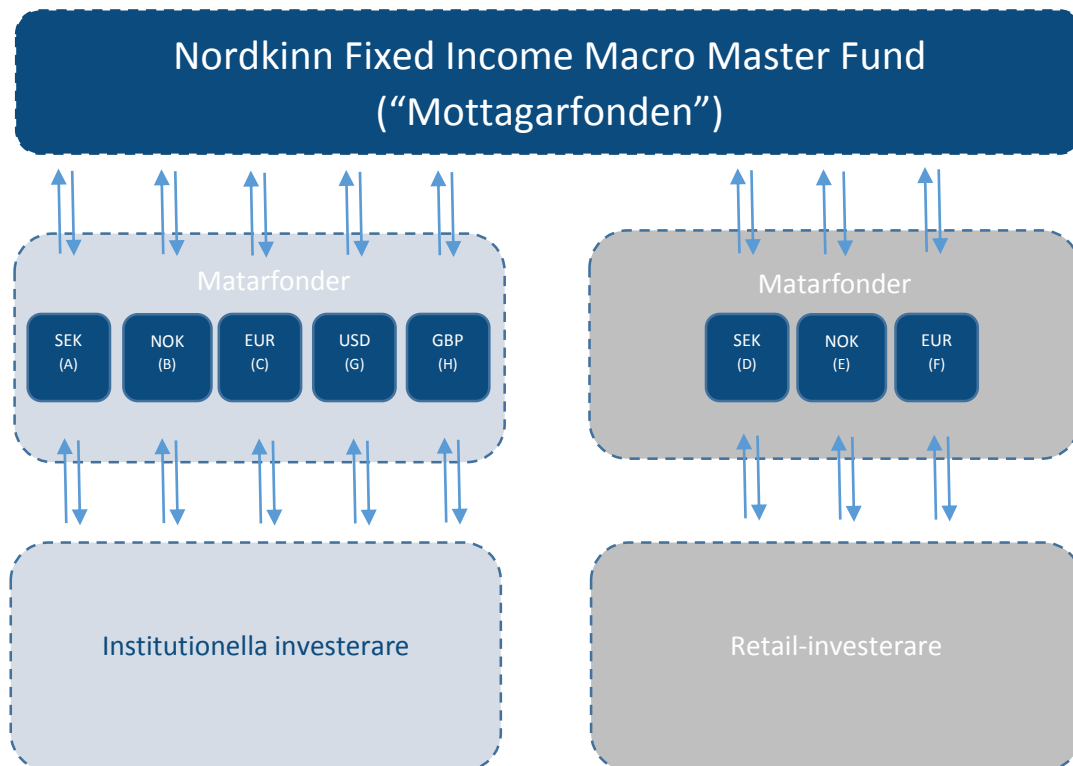 Nordkinn Fixed Income Macro Master Fund
(“Mottagarfonden”)
Matarfonder
SEK
(A)
NOK
(B)
EUR
(C)
USD
(G)
GBP
(H)
Matarfonder
SEK
(D)
NOK
(E)
EUR
(F)
Institutionella investerare
Retail-investerare